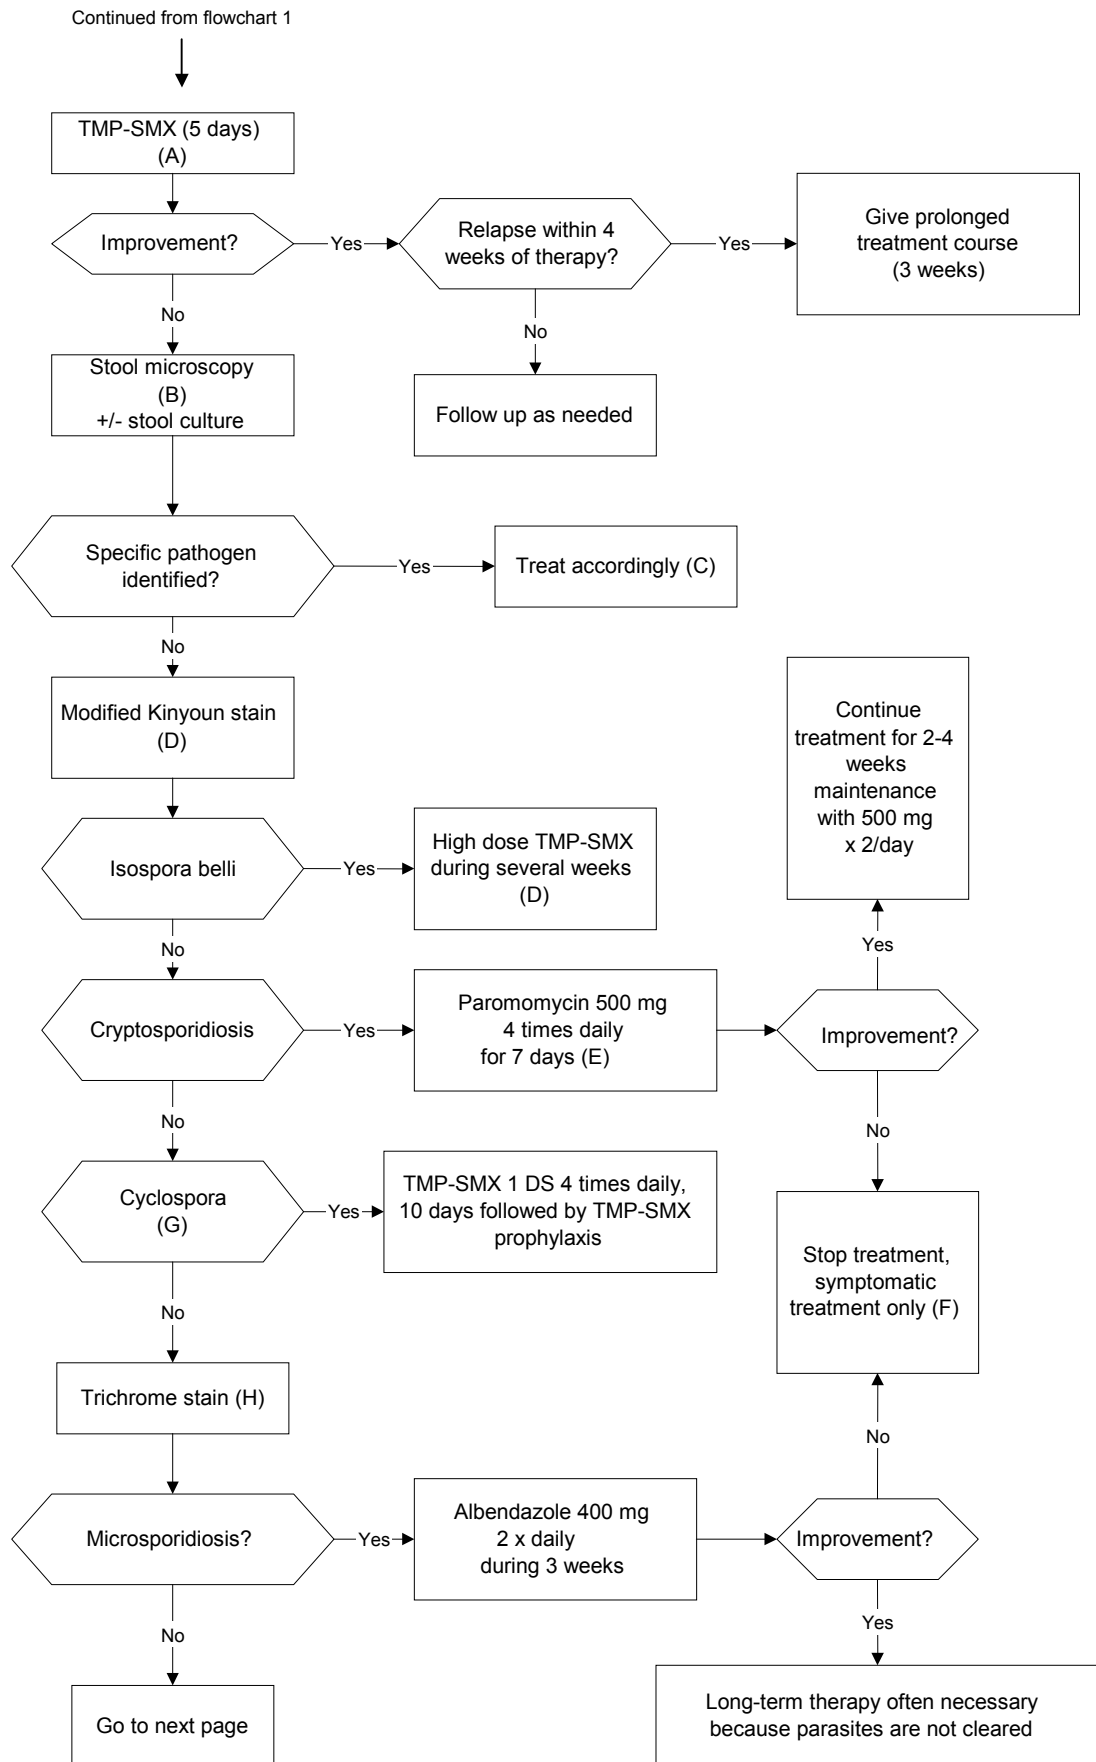 Continued from flowchart 1
TMP-SMX (5 days)
(A)
Improvement?
Yes
Relapse within 4
weeks of therapy?
Yes
Give prolonged
treatment course
(3 weeks)
No
No
Stool microscopy
(B)
+/- stool culture
Follow up as needed
Specific pathogen
identified?
Yes
Treat accordingly (C)
No
Modified Kinyoun stain
(D)
Continue
treatment for 2-4
weeks
maintenance
with 500 mg
x 2/day
Isospora belli
Yes
High dose TMP-SMX
during several weeks
(D)
No
Yes
Cryptosporidiosis
Yes
Paromomycin 500 mg
4 times daily
for 7 days (E)
Improvement?
No
No
Cyclospora
(G)
Yes
TMP-SMX 1 DS 4 times daily,
10 days followed by TMP-SMX
prophylaxis
Stop treatment,
symptomatic
treatment only (F)
No
Trichrome stain (H)
No
Microsporidiosis?
Yes
Albendazole 400 mg
2 x daily
during 3 weeks
Improvement?
No
Yes
Go to next page
Long-term therapy often necessary
because parasites are not cleared